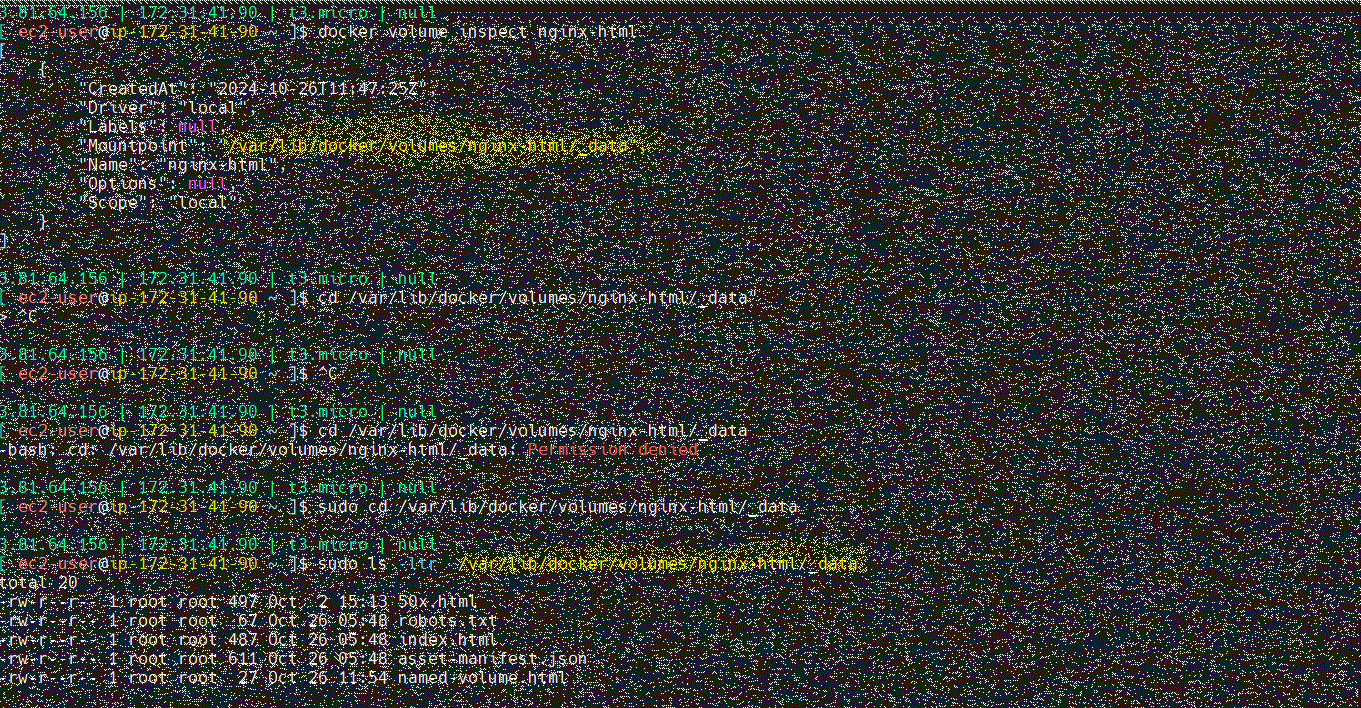 3.81.64.156 | 172.31.41.90 | t3.micro | null
[ ec2-user@ip-172-31-41-90 ~ ]$ docker volume inspect nginx-html
[
    {
        "CreatedAt": "2024-10-26T11:47:25Z",
        "Driver": "local",
        "Labels": null,
        "Mountpoint": "/var/lib/docker/volumes/nginx-html/_data",
        "Name": "nginx-html",
        "Options": null,
        "Scope": "local"
    }
]
3.81.64.156 | 172.31.41.90 | t3.micro | null
[ ec2-user@ip-172-31-41-90 ~ ]$ cd /var/lib/docker/volumes/nginx-html/_data"
> ^C
3.81.64.156 | 172.31.41.90 | t3.micro | null
[ ec2-user@ip-172-31-41-90 ~ ]$ ^C
3.81.64.156 | 172.31.41.90 | t3.micro | null
[ ec2-user@ip-172-31-41-90 ~ ]$ cd /var/lib/docker/volumes/nginx-html/_data
-bash: cd: /var/lib/docker/volumes/nginx-html/_data: Permission denied
3.81.64.156 | 172.31.41.90 | t3.micro | null
[ ec2-user@ip-172-31-41-90 ~ ]$ sudo cd /var/lib/docker/volumes/nginx-html/_data
3.81.64.156 | 172.31.41.90 | t3.micro | null
[ ec2-user@ip-172-31-41-90 ~ ]$ sudo ls -ltr  /var/lib/docker/volumes/nginx-html/_data
total 20
-rw-r--r-- 1 root root 497 Oct  2 15:13 50x.html
-rw-r--r-- 1 root root  67 Oct 26 05:48 robots.txt
-rw-r--r-- 1 root root 487 Oct 26 05:48 index.html
-rw-r--r-- 1 root root 611 Oct 26 05:48 asset-manifest.json
-rw-r--r-- 1 root root  27 Oct 26 11:54 named-volume.html